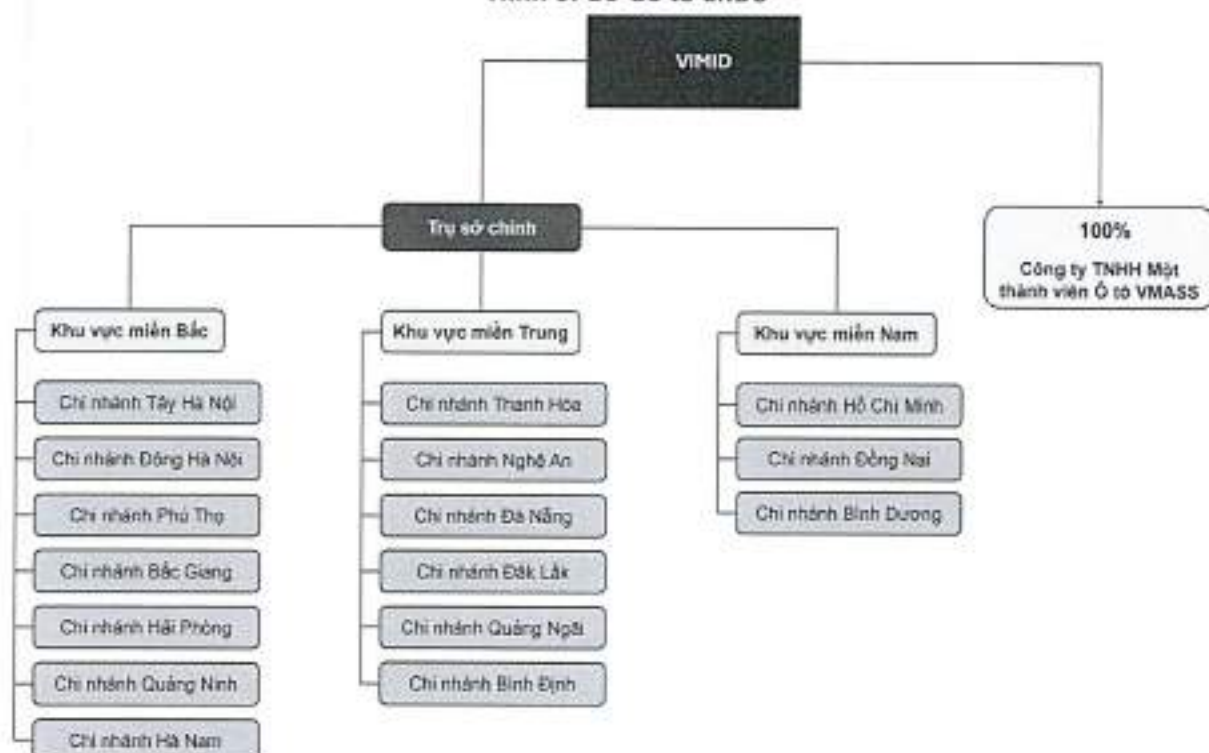 VIMID
Trụ sở chính
100%
Công ty TNHH Một
thành viên Ô tô VMASS
Khu vực miền Bắc
Chi nhánh Tây Hà Nội
Chi nhánh Đông Hà Nội
Chi nhánh Phú Thọ
Chi nhánh Bắc Giang
Chi nhánh Hải Phòng
Chi nhánh Quảng Ninh
Chi nhánh Hà Nam
Khu vực miền Trung
Chi nhánh Thanh Hóa
Chi nhánh Nghệ An
Chi nhánh Đà Nẵng
Chi nhánh Đăk Lăk
Chi nhánh Quảng Ngãi
Chi nhánh Bình Định
Khu vực miền Nam
Chi nhánh Hồ Chí Minh
Chi nhánh Đồng Nai
Chi nhánh Bình Dương